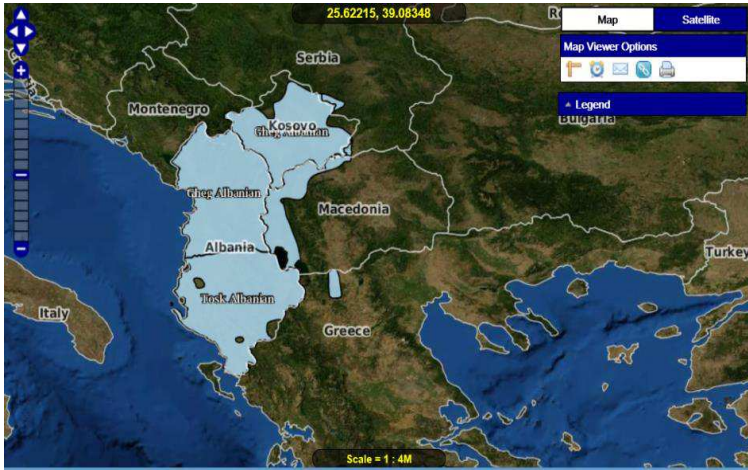 25.62215, 39.08348
Ro
Map
Satellite
Map Viewer Options
Serbia
Legend
Montenegro
Bulgaria
Kosovo
Gheg Albanian
Gheg Albanian
Macedonia
Albania
Turkey
Tosk Albanian
Italy
Greece
Scale = 1 : 4M